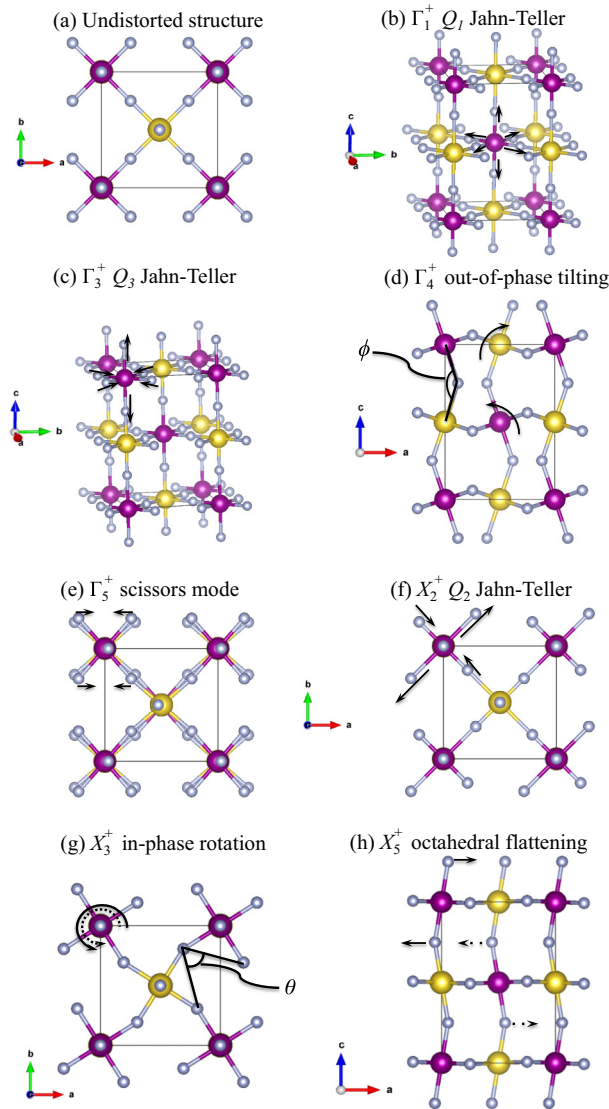 (a) Undistorted structure
b
a
(b) Γ₁⁺ Q₁ Jahn-Teller
c
a
b
(c) Γ₃⁺ Q₃ Jahn-Teller
c
a
b
(d) Γ₄⁺ out-of-phase tilting
ϕ
c
a
(e) Γ₅⁺ scissors mode
b
a
(f) X₂⁺ Q₂ Jahn-Teller
b
a
(g) X₃⁺ in-phase rotation
θ
b
a
(h) X₅⁺ octahedral flattening
c
a